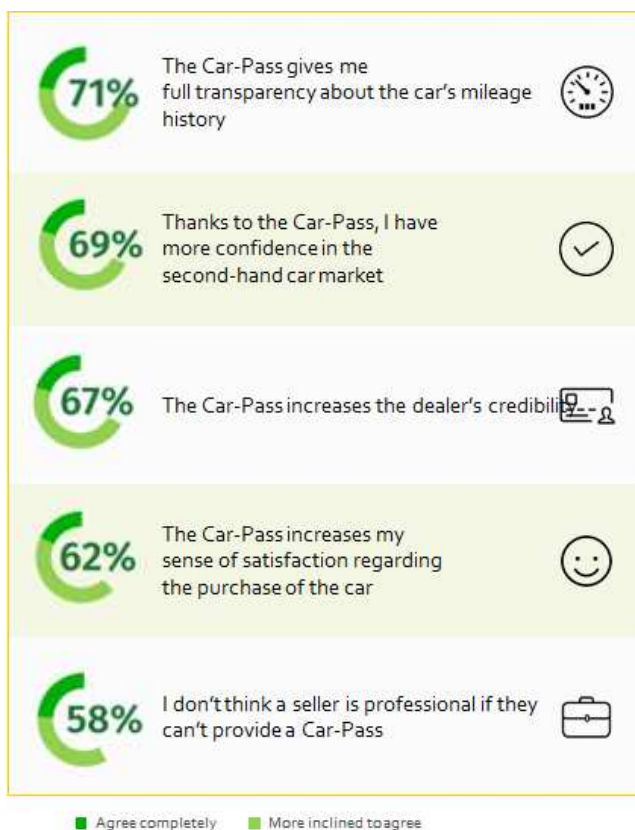 71%
The Car-Pass gives me
full transparency about the car's mileage
history
69%
Thanks to the Car-Pass, I have
more confidence in the
second-hand car market
67%
The Car-Pass increases the dealer's credibility
62%
The Car-Pass increases my
sense of satisfaction regarding
the purchase of the car
58%
I don't think a seller is professional if they
can't provide a Car-Pass
Agree completely More inclined to agree